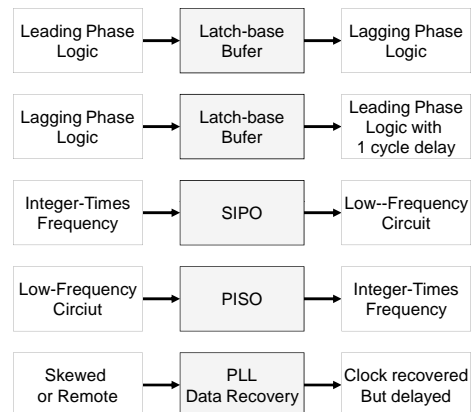 Leading Phase
Logic
Latch-base
Bufer
Lagging Phase
Logic
Lagging Phase
Logic
Latch-base
Bufer
Leading Phase
Logic with
1 cycle delay
Integer-Times
Frequency
SIPO
Low--Frequency
Circuit
Low-Frequency
Circiut
PISO
Integer-Times
Frequency
Skewed
or Remote
PLL
Data Recovery
Clock recovered
But delayed